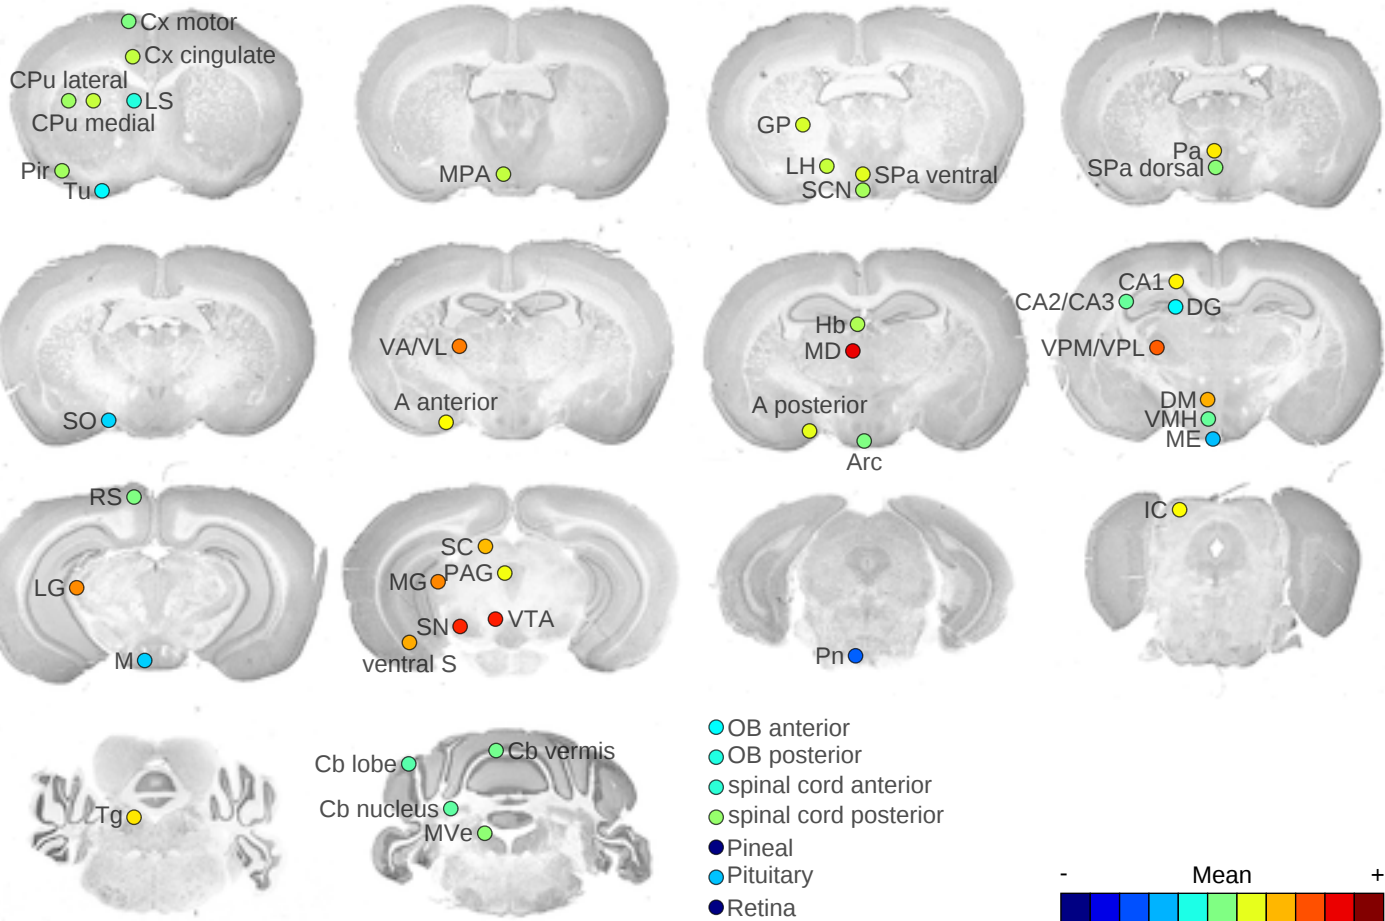 Cx motor
Cx cingulate
CPu lateral
LS
CPu medial
Pir
Tu
MPA
GP
LH
SPa ventral
SCN
Pa
SPa dorsal
SO
VA/VL
A anterior
Hb
MD
A posterior
Arc
CA1
CA2/CA3
DG
VPM/VPL
DM
VMH
ME
RS
LG
M
SC
PAG
MG
SN
VTA
ventral S
Pn
IC
Tg
Cb lobe
Cb vermis
Cb nucleus
MVe
OB anterior
OB posterior
spinal cord anterior
spinal cord posterior
Pineal
Pituitary
Retina
- Mean +